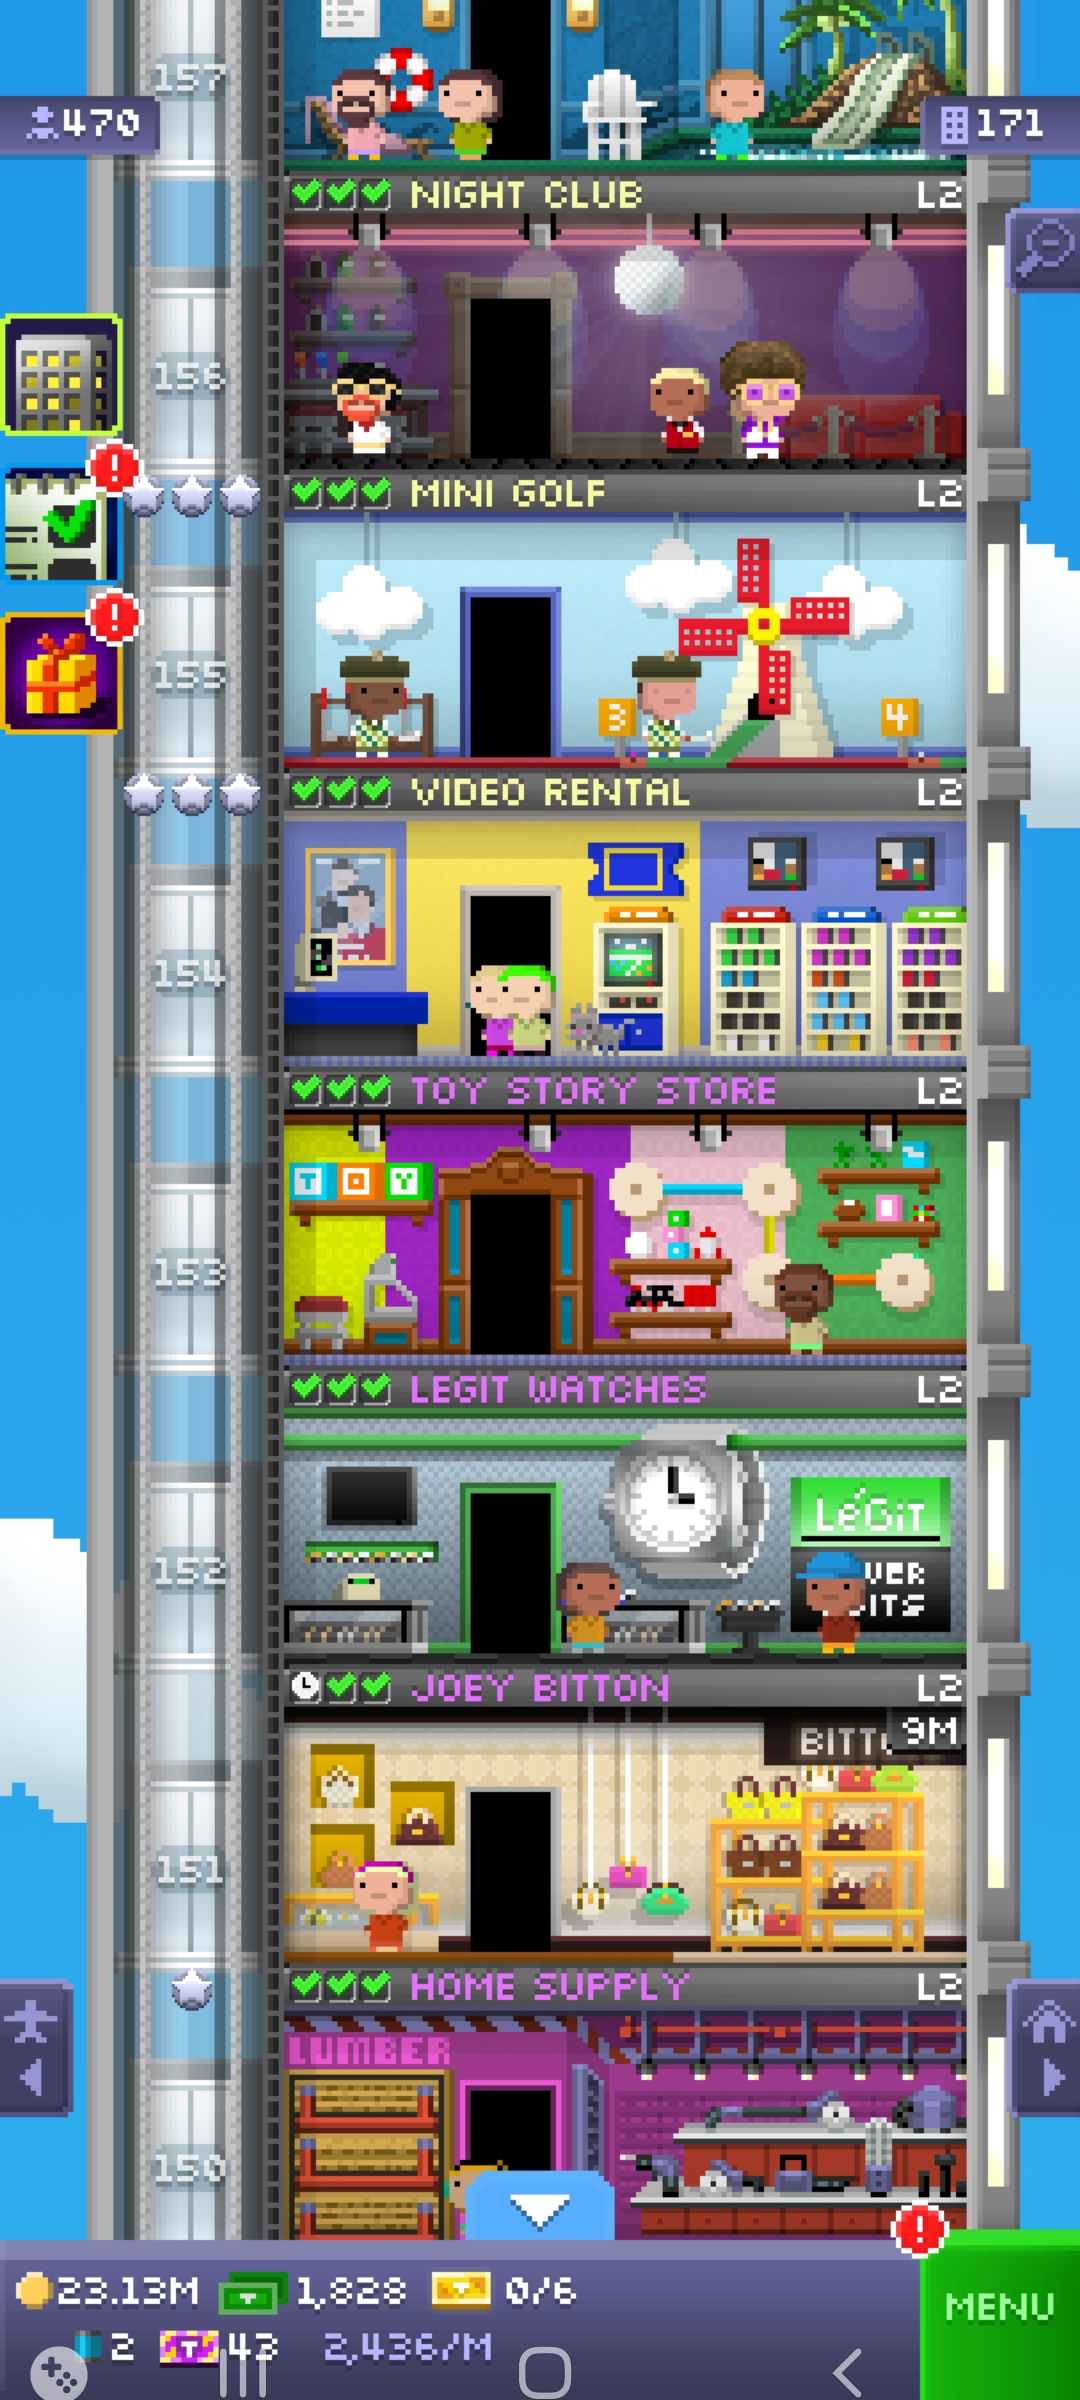 157
470
171
NIGHT CLUB L2
156
MINI GOLF L2
155
3
4
VIDEO RENTAL L2
154
TOY STORY STORE L2
TOY
153
LEGIT WATCHES L2
LéGiT
152
JOEY BITTON L2
9M
151
HOME SUPPLY L2
LUMBER
150
23.13M 1,828 0/6
MENU
2 T 43 2,436/M